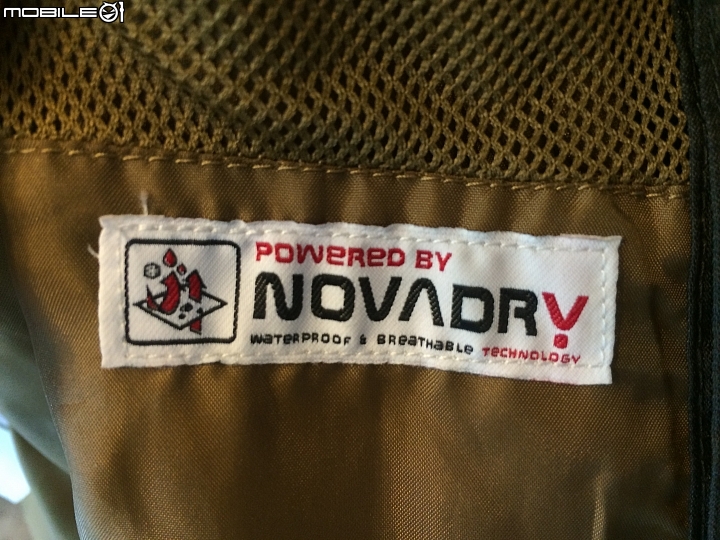 MOBILE01
POWERED BY
NOVADRY
WATERPROOF & BREATHABLE TECHNOLOGY